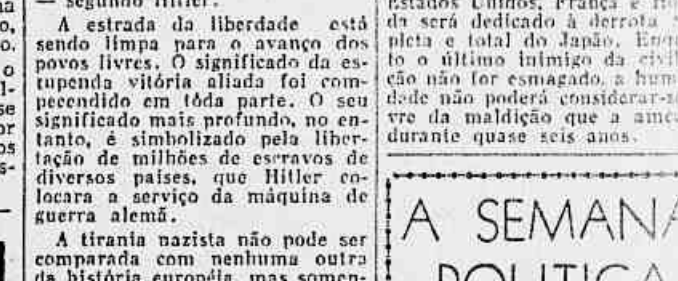 — segundo Hitler.
A estrada da liberdade está
sendo limpa para o avanço dos
povos livres. O significado da es-
tupenda vitória aliada foi com-
peecndido em tôda parte. O seu
significado mais profundo, no en-
tanto, é simbolizado pela liber-
tação de milhões de escravos de
diversos paises, que Hitler co-
locara a serviço da máquina de
guerra alemã.
A tirania nazista não pode ser
comparada com nenhuma outra
da história européia, mas somen-
Estados Unidos, França e
da será dedicado à derrota
pleta e total do Japão.
to o último inimigo da
ção não for esmagado, a
dade não poderá considerar-
vre da maldição que a
durante quase seis anos.
A SEMANA
POLITICA